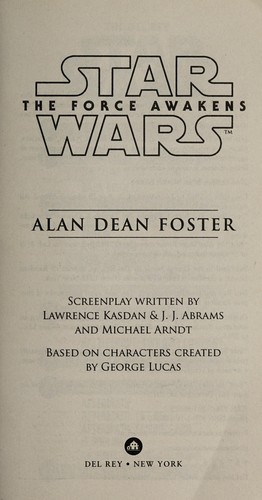 STAR
THE FORCE AWAKENS
WARS™
ALAN DEAN FOSTER
SCREENPLAY WRITTEN BY
LAWRENCE KASDAN & J. J. ABRAMS
AND MICHAEL ARNDT
BASED ON CHARACTERS CREATED
BY GEORGE LUCAS
DEL REY • NEW YORK